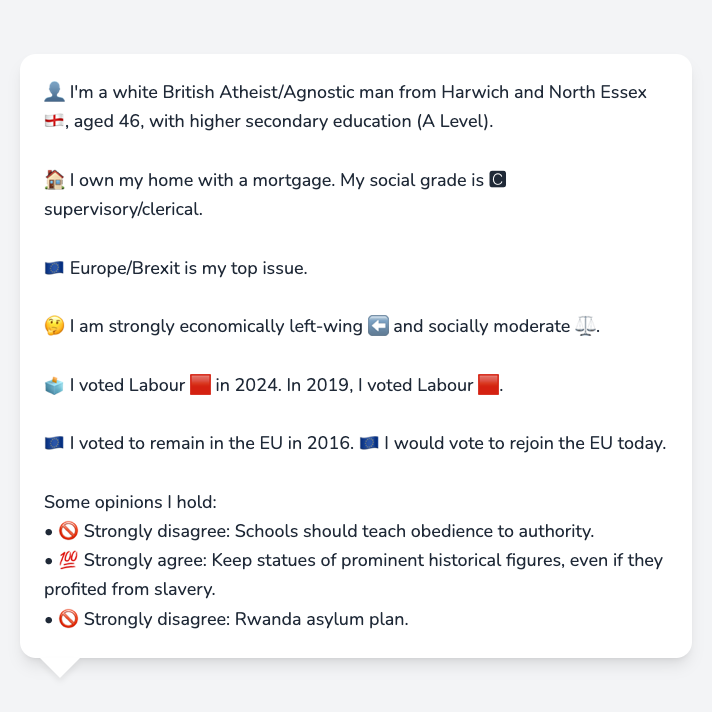 👤 I'm a white British Atheist/Agnostic man from Harwich and North Essex
🏴󠁧󠁢󠁥󠁮󠁧󠁿, aged 46, with higher secondary education (A Level).
🏠 I own my home with a mortgage. My social grade is C
supervisory/clerical.
🇪🇺 Europe/Brexit is my top issue.
🤔 I am strongly economically left-wing ⬅️ and socially moderate ⚖️.
🗳️ I voted Labour 🟥 in 2024. In 2019, I voted Labour 🟥.
🇪🇺 I voted to remain in the EU in 2016. 🇪🇺 I would vote to rejoin the EU today.
Some opinions I hold:
• 🚫 Strongly disagree: Schools should teach obedience to authority.
• 💯 Strongly agree: Keep statues of prominent historical figures, even if they
profited from slavery.
• 🚫 Strongly disagree: Rwanda asylum plan.